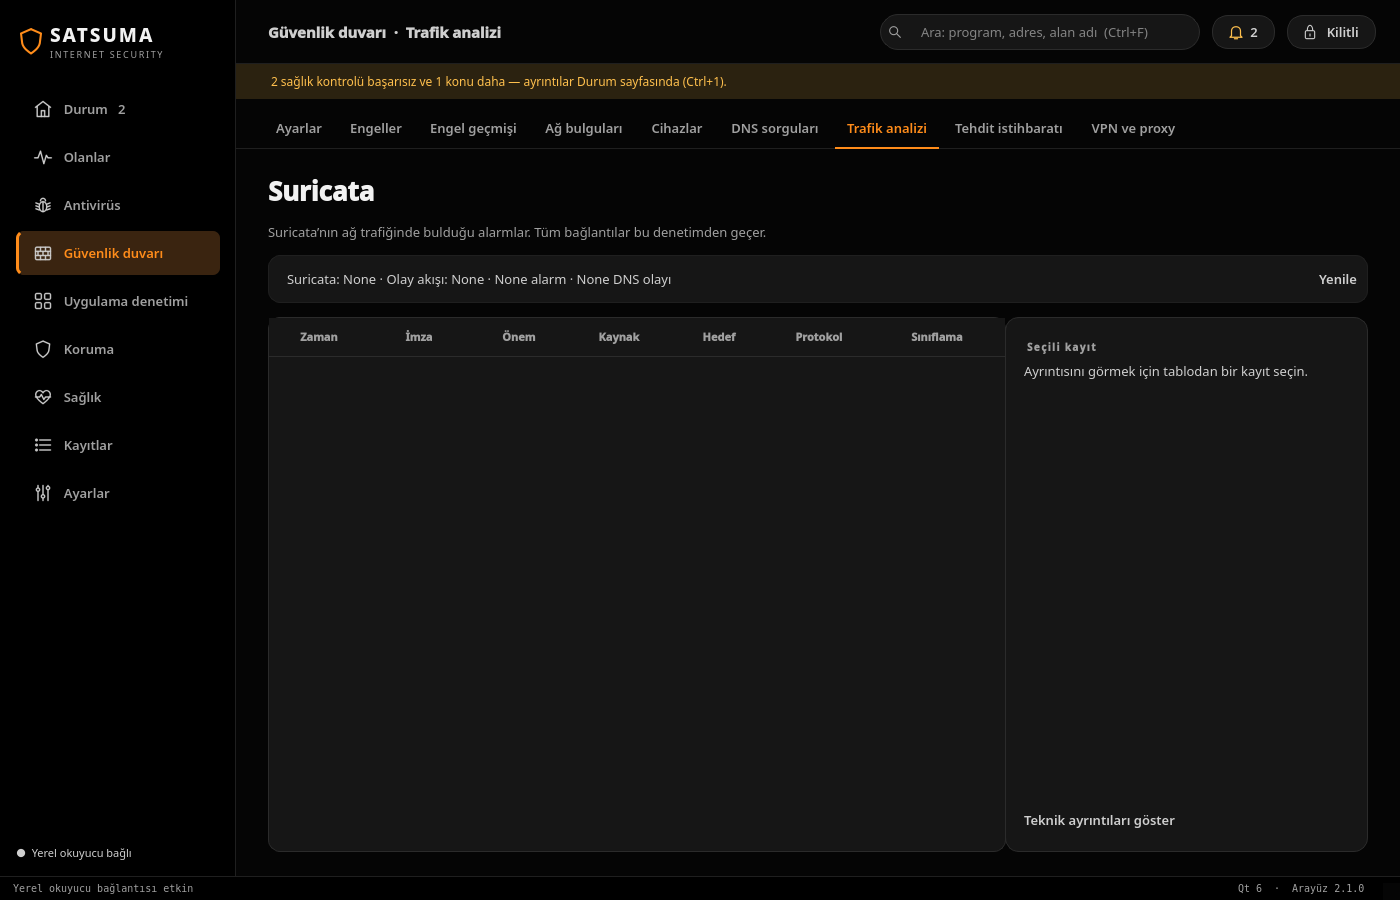 SATSUMA
INTERNET SECURITY
Durum 2
Olanlar
Antivirüs
Güvenlik duvarı
Uygulama denetimi
Koruma
Sağlık
Kayıtlar
Ayarlar
Yerel okuyucu bağlı
Güvenlik duvarı · Trafik analizi
Ara: program, adres, alan adı (Ctrl+F)
2
Kilitli
2 sağlık kontrolü başarısız ve 1 konu daha — ayrıntılar Durum sayfasında (Ctrl+1).
Ayarlar Engeller Engel geçmişi Ağ bulguları Cihazlar DNS sorguları Trafik analizi Tehdit istihbaratı VPN ve proxy
Suricata
Suricata’nın ağ trafiğinde bulduğu alarmlar. Tüm bağlantılar bu denetimden geçer.
Suricata: None · Olay akışı: None · None alarm · None DNS olayı
Yenile
Zaman İmza Önem Kaynak Hedef Protokol Sınıflama
Seçili kayıt
Ayrıntısını görmek için tablodan bir kayıt seçin.
Teknik ayrıntıları göster
Yerel okuyucu bağlantısı etkin
Qt 6 · Arayüz 2.1.0